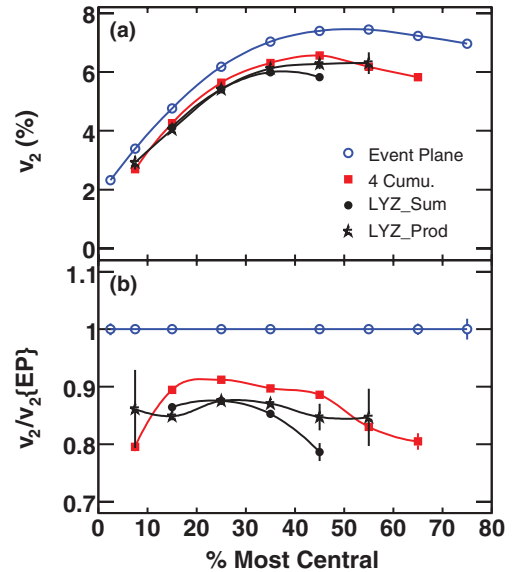 8
(a)
6
v₂ (%)
4
Event Plane
4 Cumu.
2
LYZ_Sum
LYZ_Prod
0
1.1
(b)
1
v₂/v₂{EP}
0.9
0.8
0.7
0 10 20 30 40 50 60 70 80
% Most Central